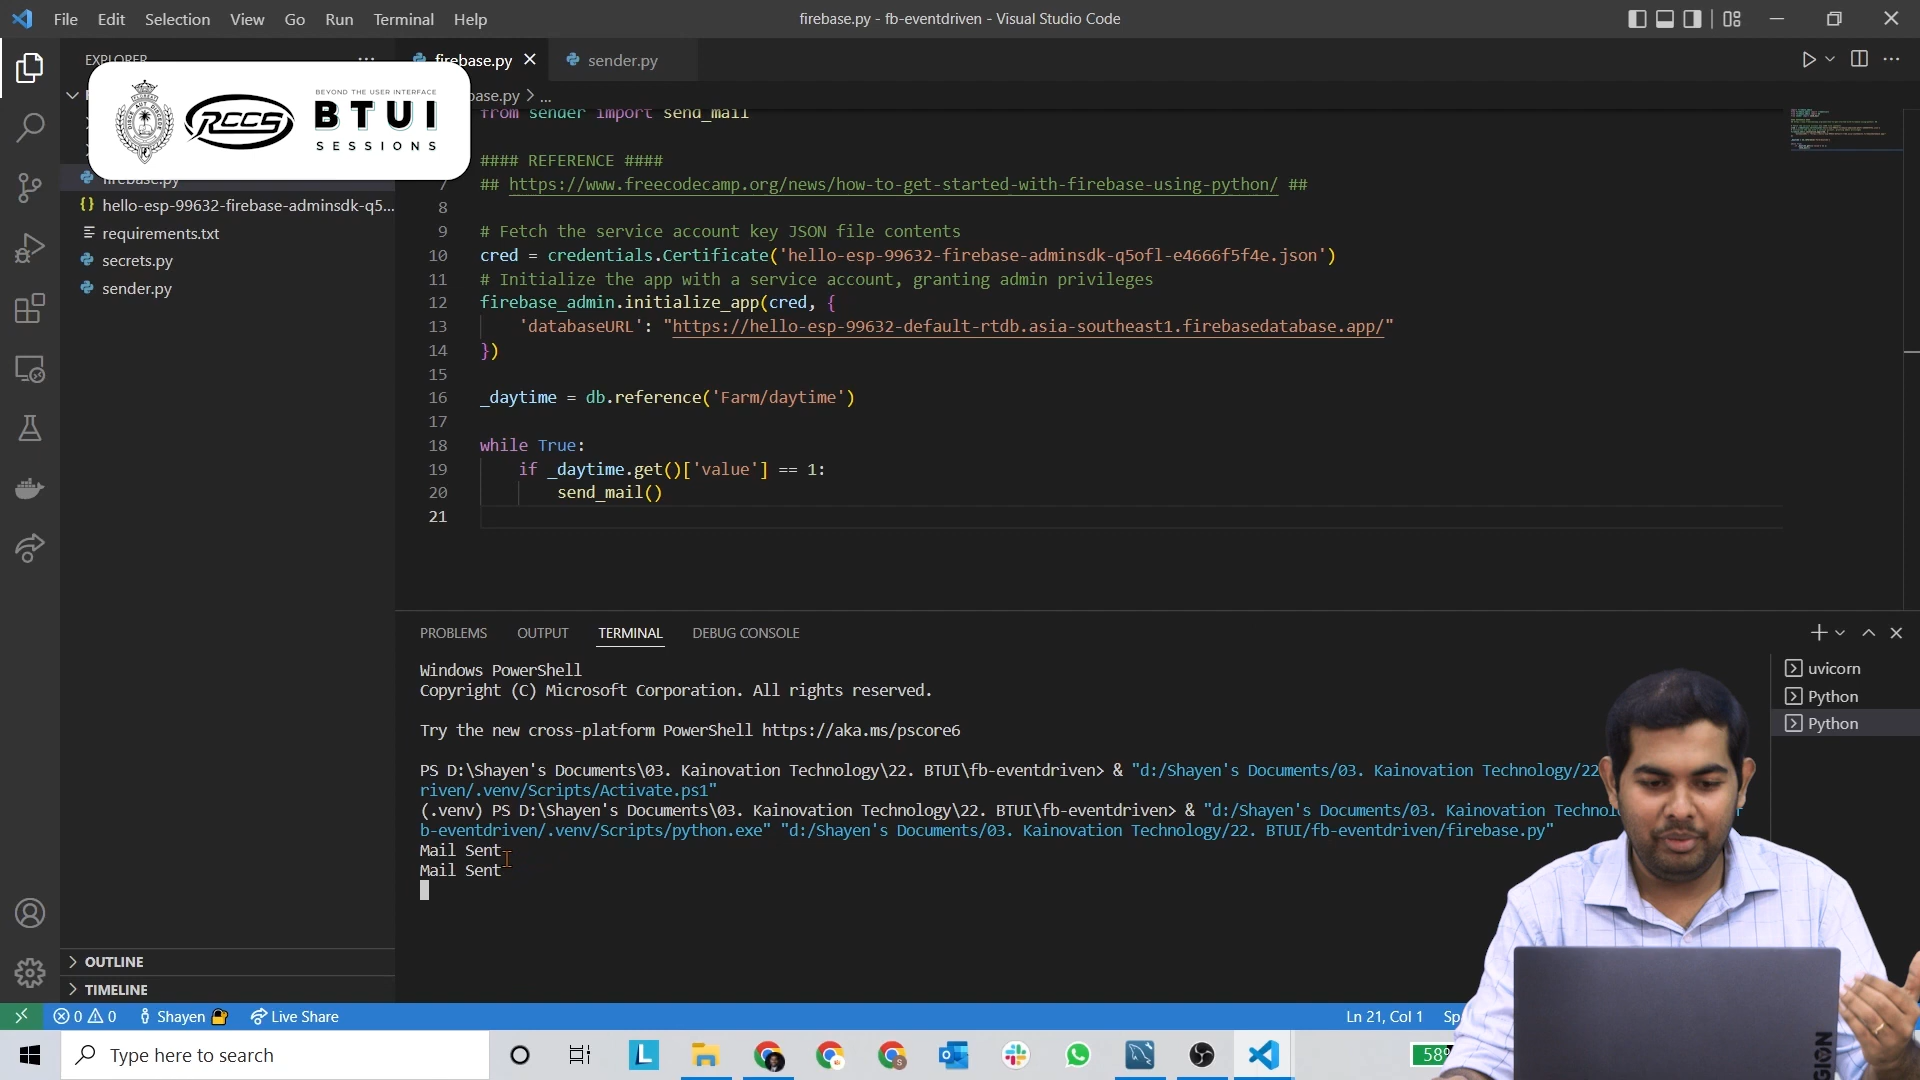 File Edit Selection View Go Run Terminal Help
firebase.py - fb-eventdriven - Visual Studio Code
EXPLORER
firebase.py
sender.py
BEYOND THE USER INTERFACE
RCCS
BTUI
SESSIONS
from sender import send_mail
#### REFERENCE ####
7 ## https://www.freecodecamp.org/news/how-to-get-started-with-firebase-using-python/ ##
8
9 # Fetch the service account key JSON file contents
10 cred = credentials.Certificate('hello-esp-99632-firebase-adminsdk-q5ofl-e4666f5f4e.json')
11 # Initialize the app with a service account, granting admin privileges
12 firebase_admin.initialize_app(cred, {
13 'databaseURL': "https://hello-esp-99632-default-rtdb.asia-southeast1.firebasedatabase.app/"
14 })
15
16 _daytime = db.reference('Farm/daytime')
17
18 while True:
19 if _daytime.get()['value'] == 1:
20 send_mail()
21
firebase.py
hello-esp-99632-firebase-adminsdk-q5...
requirements.txt
secrets.py
sender.py
PROBLEMS OUTPUT TERMINAL DEBUG CONSOLE
Windows PowerShell
Copyright (C) Microsoft Corporation. All rights reserved.
Try the new cross-platform PowerShell https://aka.ms/pscore6
PS D:\Shayen's Documents\03. Kainovation Technology\22. BTUI\fb-eventdriven> & "d:/Shayen's Documents/03. Kainovation Technology/22
riven/.venv/Scripts/Activate.ps1"
(.venv) PS D:\Shayen's Documents\03. Kainovation Technology\22. BTUI\fb-eventdriven> & "d:/Shayen's Documents/03. Kainovation
b-eventdriven/.venv/Scripts/python.exe" "d:/Shayen's Documents/03. Kainovation Technology/22. BTUI/fb-eventdriven/firebase.py"
Mail Sent
Mail Sent
uvicorn
Python
Python
OUTLINE
TIMELINE
0 0 Shayen Live Share
Ln 21, Col 1
Type here to search
58%